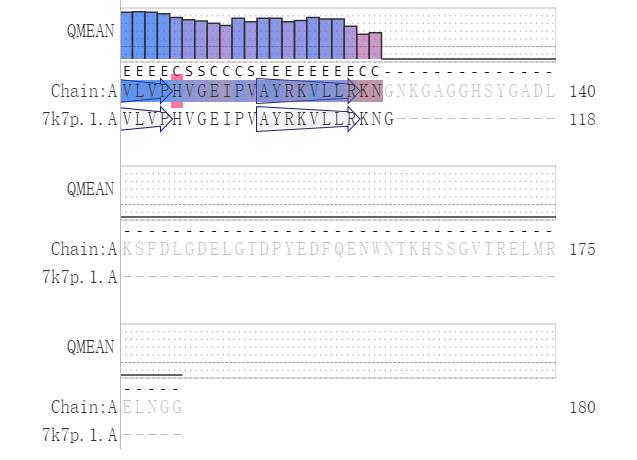 QMEAN
EEEECSSCCCSEEEEEEEECC--------------
Chain:A VLVPHVGEIPVAYRKVLLRKNGNKGAGGHSYGADL 140
7k7p.1.A VLVPHVGEIPVAYRKVLLRKNG------------- 118
QMEAN
-----------------------------------
Chain:A KSFDLGDELGTDPYEDFQENWNTKHSSGVTRELMR 175
7k7p.1.A -----------------------------------
QMEAN
-----
Chain:A ELNGG 180
7k7p.1.A -----